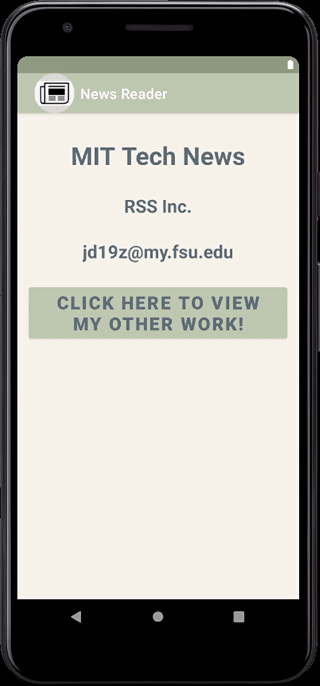 News Reader
MIT Tech News
RSS Inc.
jd19z@my.fsu.edu
CLICK HERE TO VIEW
MY OTHER WORK!